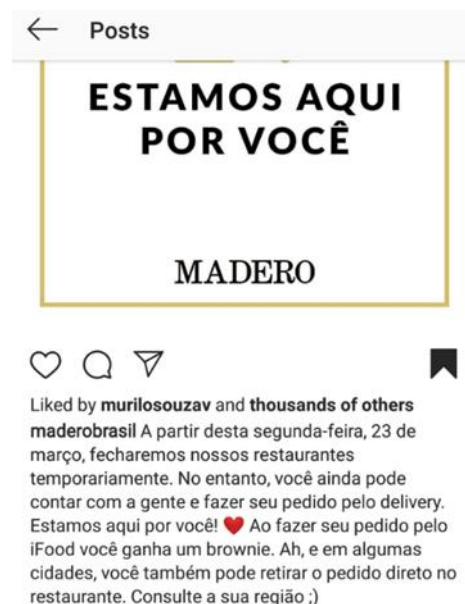 Posts
ESTAMOS AQUI
POR VOCÊ
MADERO
Liked by murilosouzav and thousands of others
maderobrasil A partir desta segunda-feira, 23 de
março, fecharemos nossos restaurantes
temporariamente. No entanto, você ainda pode
contar com a gente e fazer seu pedido pelo delivery.
Estamos aqui por você! ❤️ Ao fazer seu pedido pelo
iFood você ganha um brownie. Ah, e em algumas
cidades, você também pode retirar o pedido direto no
restaurante. Consulte a sua região ;)